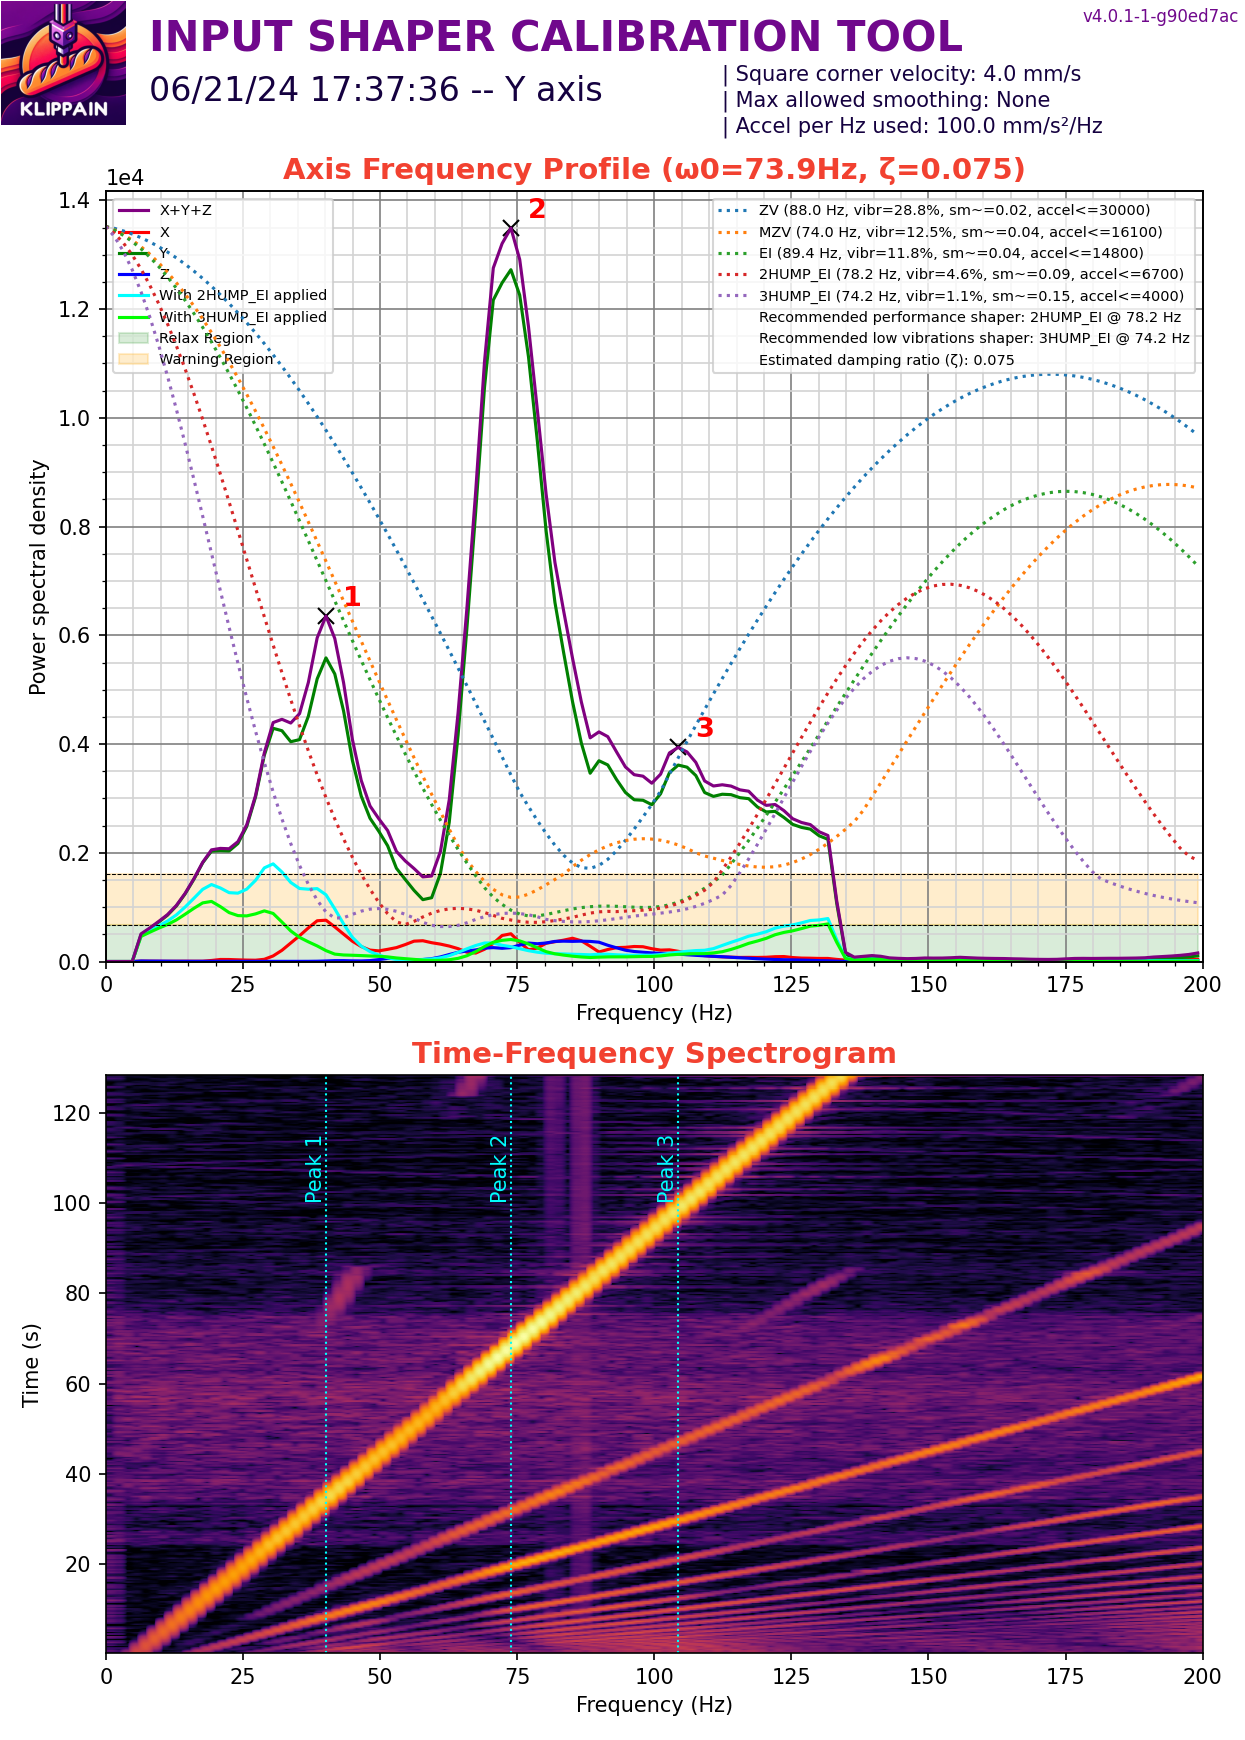 v4.0.1-1-g90ed7ac
INPUT SHAPER CALIBRATION TOOL
KLIPPAIN
06/21/24 17:37:36 -- Y axis
| Square corner velocity: 4.0 mm/s
| Max allowed smoothing: None
| Accel per Hz used: 100.0 mm/s²/Hz
Axis Frequency Profile (ω0=73.9Hz, ζ=0.075)
1e4
X+Y+Z
X
Y
Z
With 2HUMP_EI applied
With 3HUMP_EI applied
Relax Region
Warning Region
ZV (88.0 Hz, vibr=28.8%, sm~=0.02, accel<=30000)
MZV (74.0 Hz, vibr=12.5%, sm~=0.04, accel<=16100)
EI (89.4 Hz, vibr=11.8%, sm~=0.04, accel<=14800)
2HUMP_EI (78.2 Hz, vibr=4.6%, sm~=0.09, accel<=6700)
3HUMP_EI (74.2 Hz, vibr=1.1%, sm~=0.15, accel<=4000)
Recommended performance shaper: 2HUMP_EI @ 78.2 Hz
Recommended low vibrations shaper: 3HUMP_EI @ 74.2 Hz
Estimated damping ratio (ζ): 0.075
2
1
3
1.4
1.2
1.0
0.8
0.6
0.4
0.2
0.0
Power spectral density
0 25 50 75 100 125 150 175 200
Frequency (Hz)
Time-Frequency Spectrogram
Peak 1
Peak 2
Peak 3
120
100
80
60
40
20
Time (s)
0 25 50 75 100 125 150 175 200
Frequency (Hz)